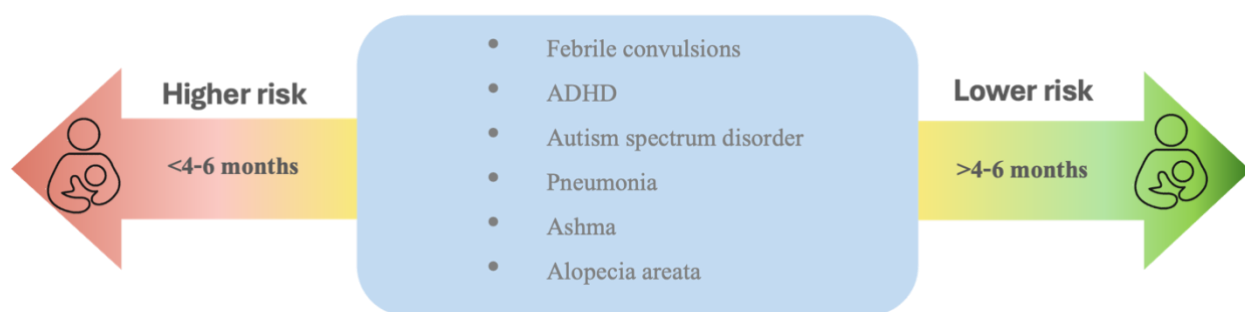 Higher risk
<4-6 months
• Febrile convulsions
• ADHD
• Autism spectrum disorder
• Pneumonia
• Ashma
• Alopecia areata
Lower risk
>4-6 months